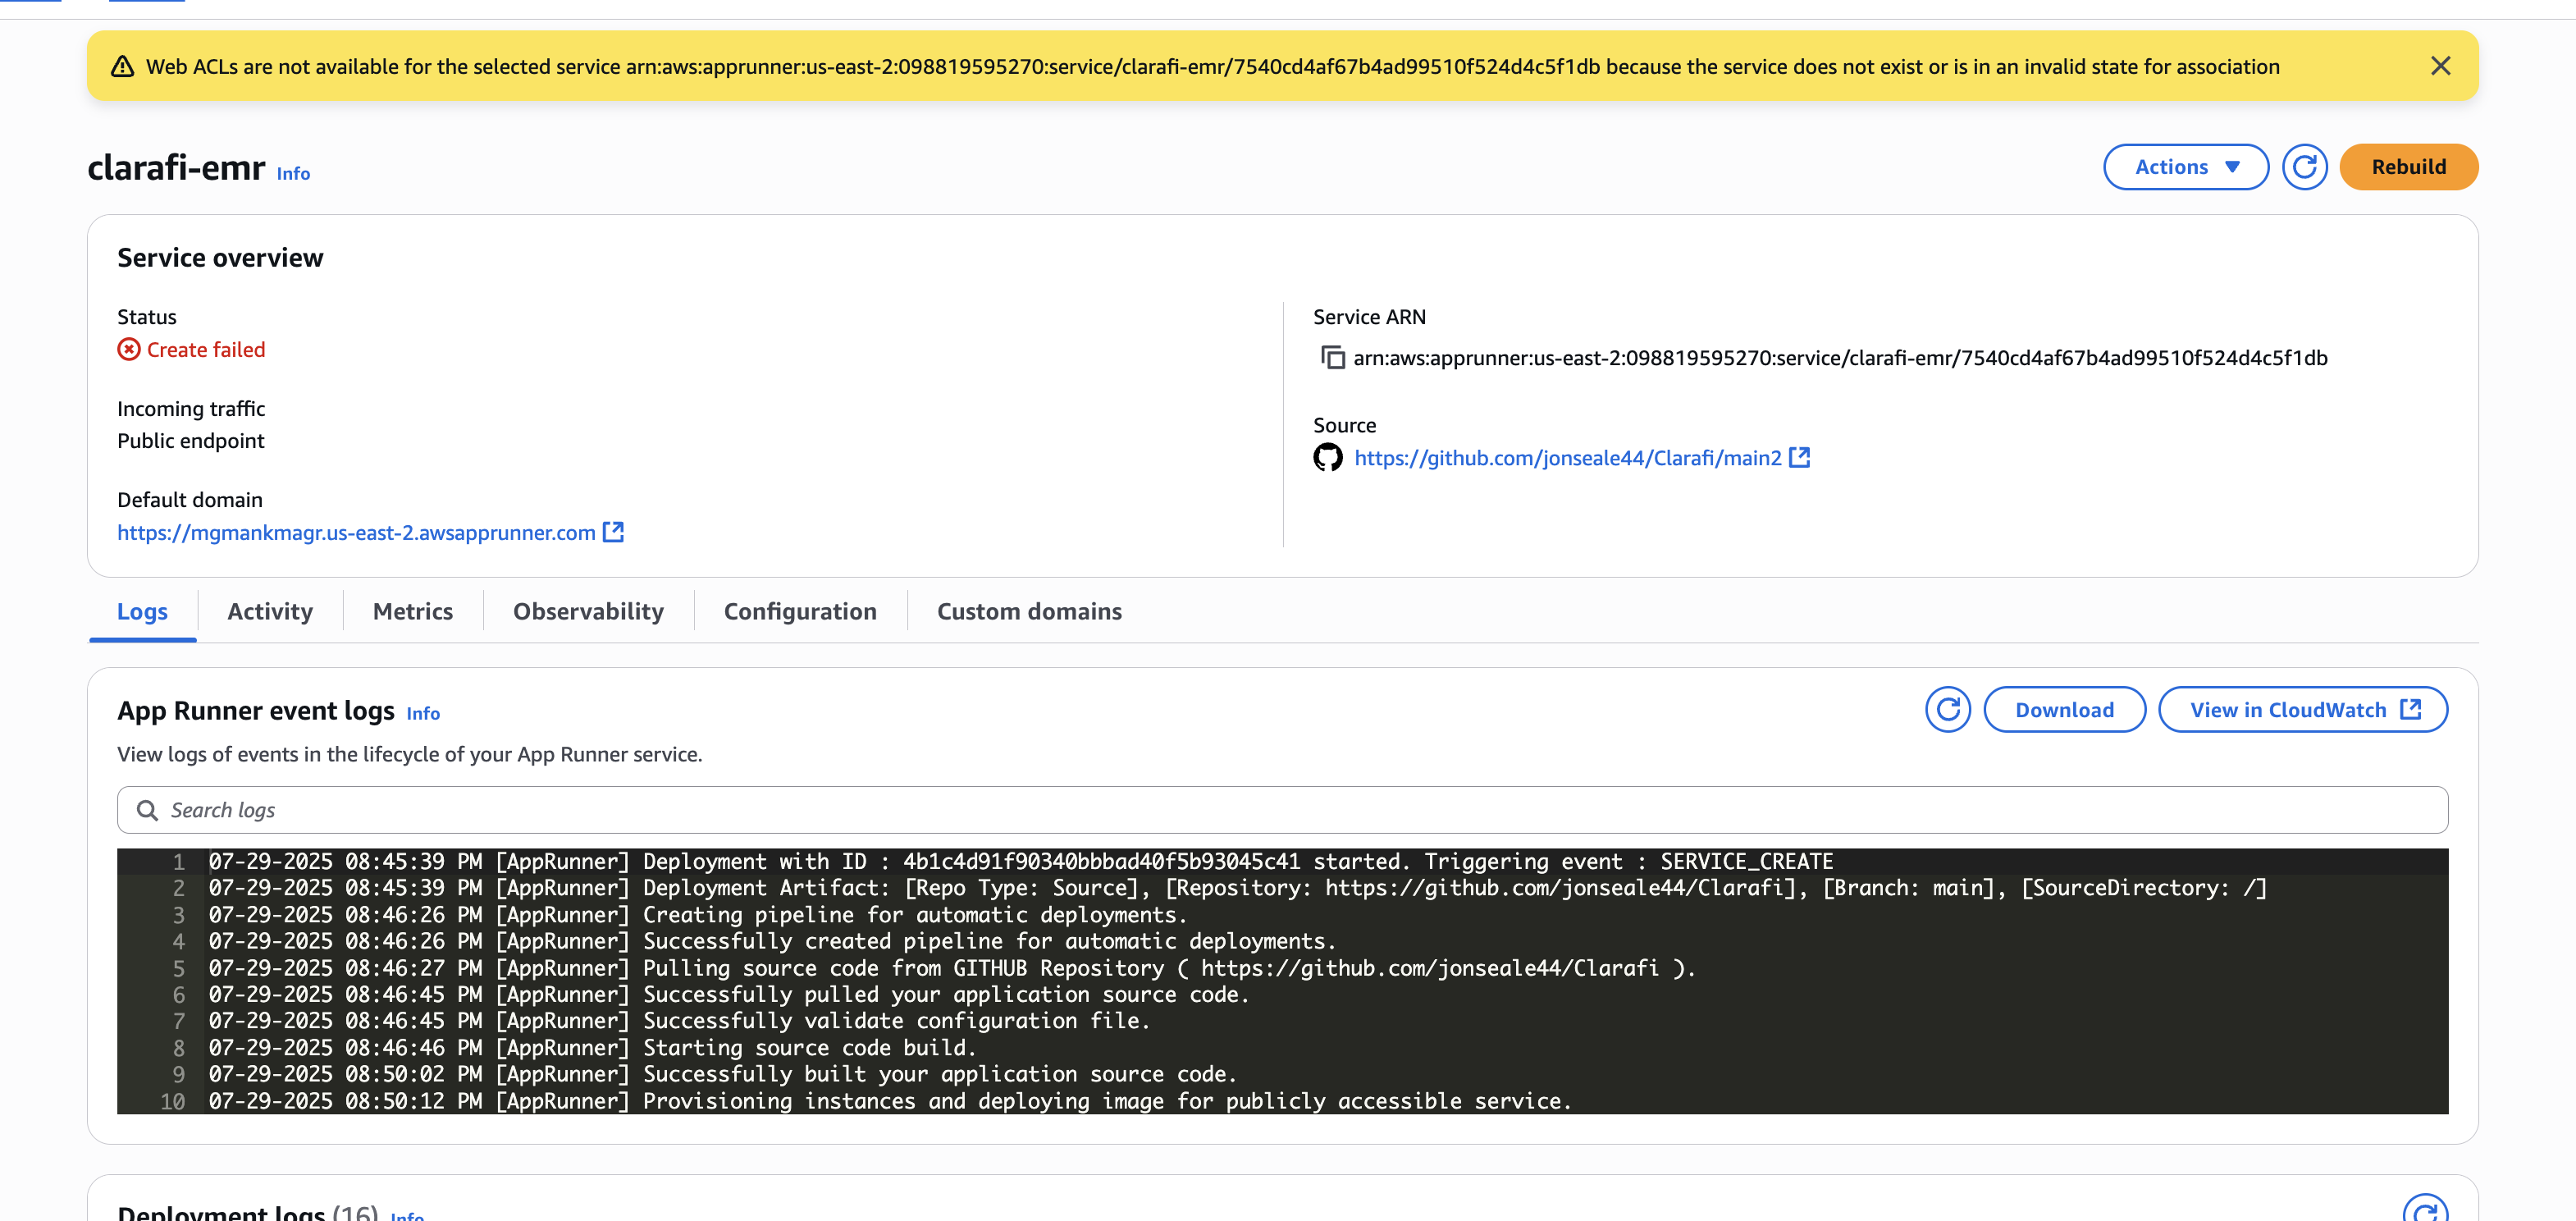 Web ACLs are not available for the selected service arn:aws:apprunner:us-east-2:098819595270:service/clarafi-emr/7540cd4af67b4ad99510f524d4c5f1db because the service does not exist or is in an invalid state for association
clarafi-emr Info
Actions
Rebuild
Service overview
Status
Create failed
Incoming traffic
Public endpoint
Default domain
https://mgmankmagr.us-east-2.awsapprunner.com
Service ARN
arn:aws:apprunner:us-east-2:098819595270:service/clarafi-emr/7540cd4af67b4ad99510f524d4c5f1db
Source
https://github.com/jonseale44/Clarafi/main2
Logs Activity Metrics Observability Configuration Custom domains
App Runner event logs Info
Download
View in CloudWatch
View logs of events in the lifecycle of your App Runner service.
Search logs
1 07-29-2025 08:45:39 PM [AppRunner] Deployment with ID : 4b1c4d91f90340bbbad40f5b93045c41 started. Triggering event : SERVICE_CREATE
2 07-29-2025 08:45:39 PM [AppRunner] Deployment Artifact: [Repo Type: Source], [Repository: https://github.com/jonseale44/Clarafi], [Branch: main], [SourceDirectory: /]
3 07-29-2025 08:46:26 PM [AppRunner] Creating pipeline for automatic deployments.
4 07-29-2025 08:46:26 PM [AppRunner] Successfully created pipeline for automatic deployments.
5 07-29-2025 08:46:27 PM [AppRunner] Pulling source code from GITHUB Repository ( https://github.com/jonseale44/Clarafi ).
6 07-29-2025 08:46:45 PM [AppRunner] Successfully pulled your application source code.
7 07-29-2025 08:46:45 PM [AppRunner] Successfully validate configuration file.
8 07-29-2025 08:46:46 PM [AppRunner] Starting source code build.
9 07-29-2025 08:50:02 PM [AppRunner] Successfully built your application source code.
10 07-29-2025 08:50:12 PM [AppRunner] Provisioning instances and deploying image for publicly accessible service.
Deployment logs (16) Info